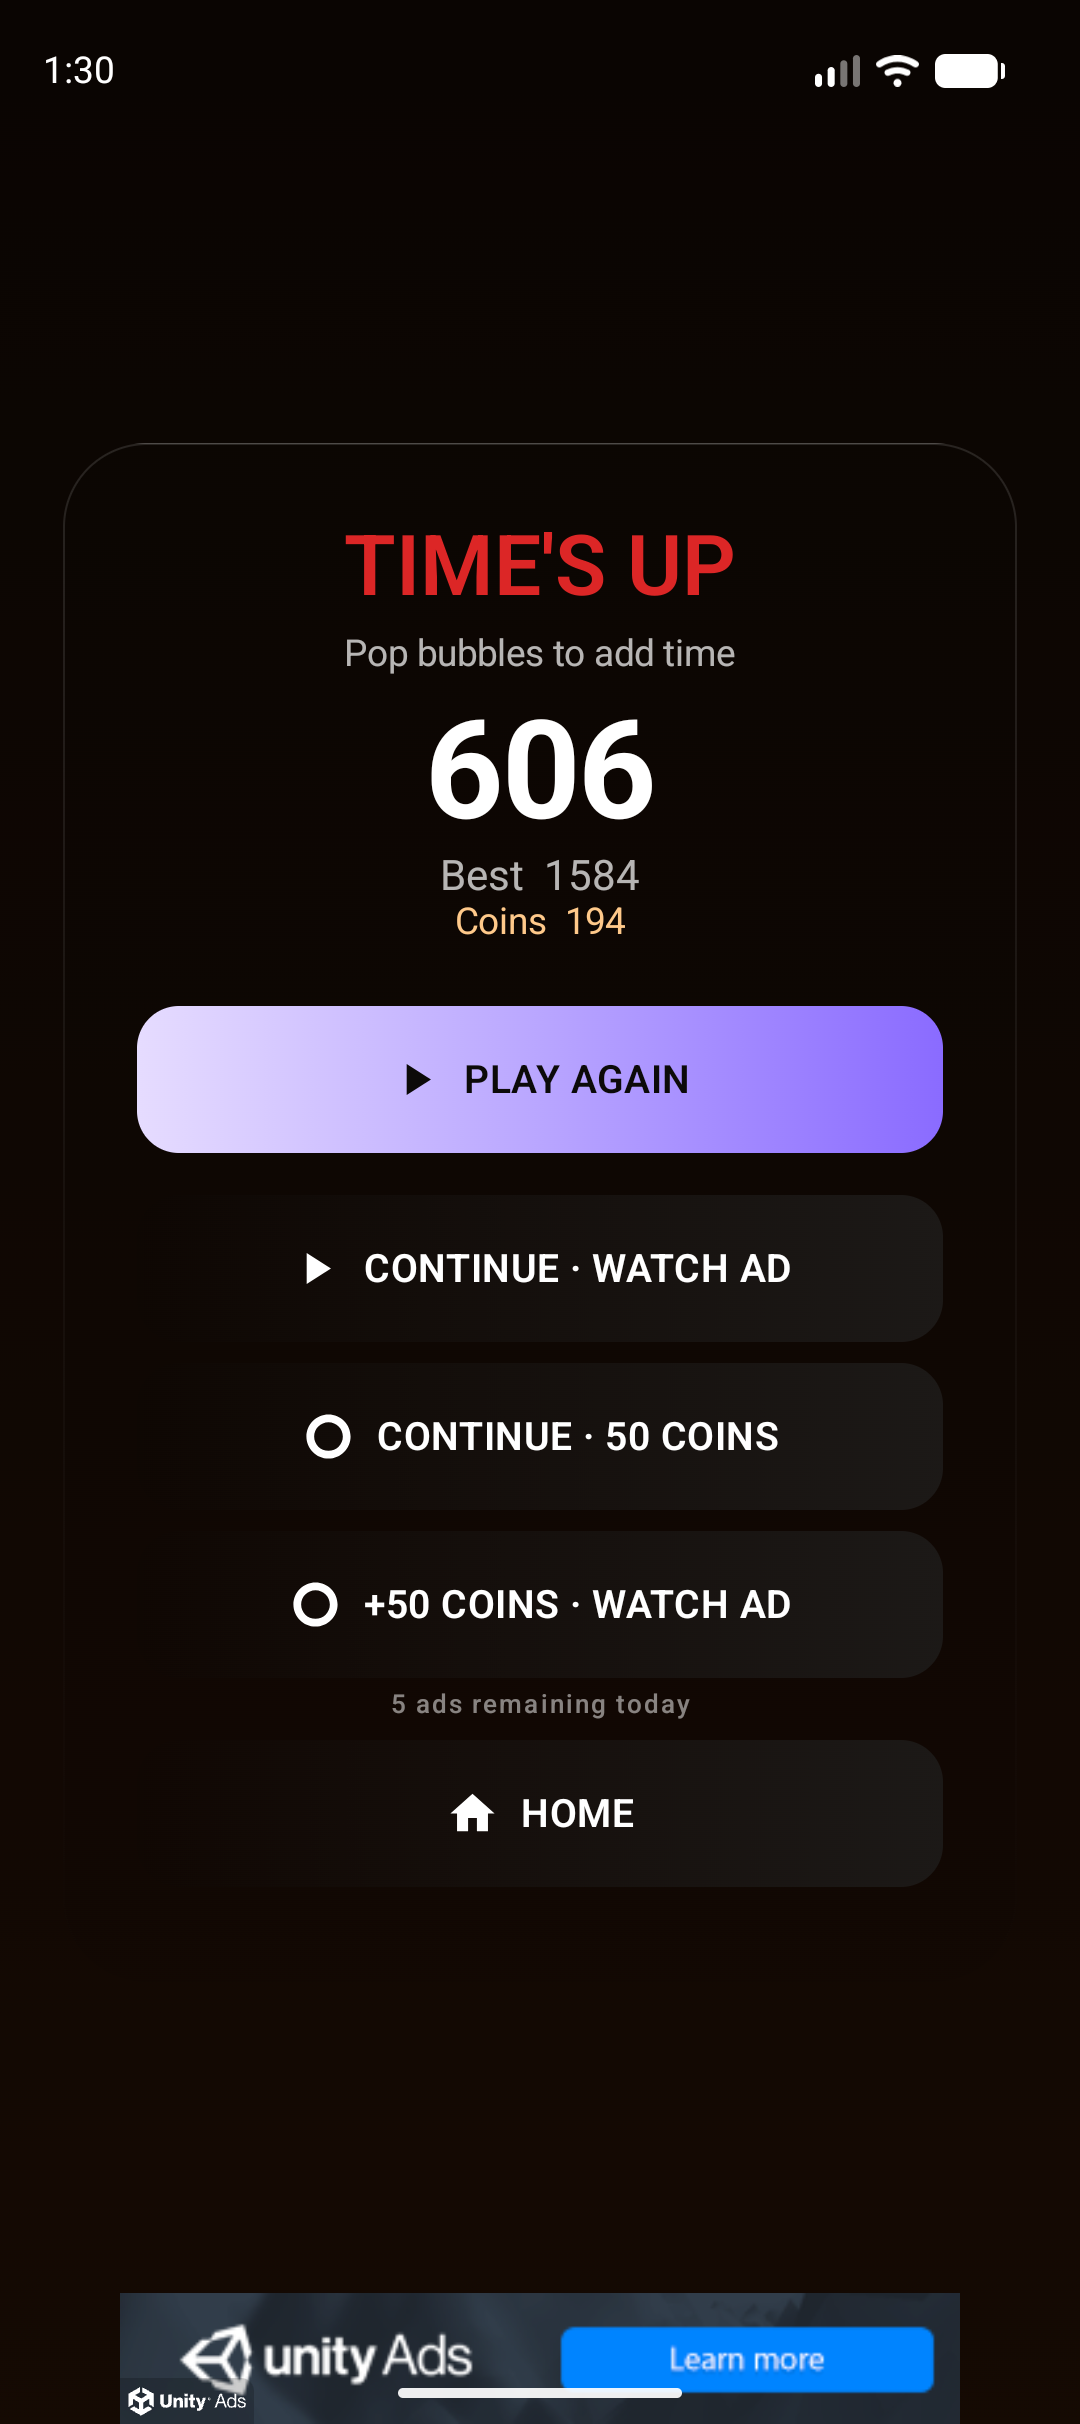 1:30
TIME'S UP
Pop bubbles to add time
606
Best 1584
Coins 194
PLAY AGAIN
CONTINUE · WATCH AD
CONTINUE · 50 COINS
+50 COINS · WATCH AD
5 ads remaining today
HOME
unity Ads
Learn more
Unity Ads